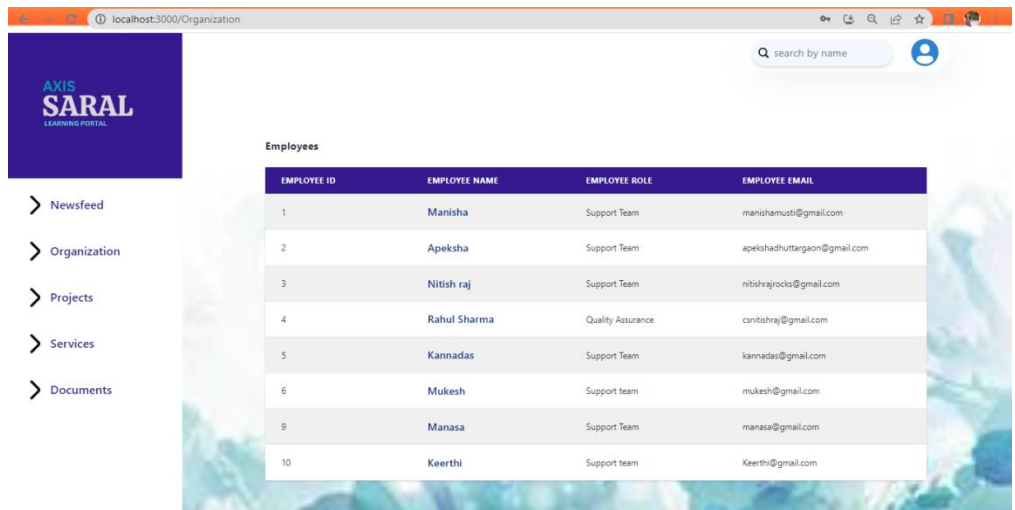 localhost:3000/Organization
search by name
AXIS
SARAL
LEARNING PORTAL
Newsfeed
Organization
Projects
Services
Documents
Employees
EMPLOYEE ID EMPLOYEE NAME EMPLOYEE ROLE EMPLOYEE EMAIL
1 Manisha Support Team manishamusti@gmail.com
2 Apeksha Support Team apekshadhuttargaon@gmail.com
3 Nitish raj Support Team nitishrajrocks@gmail.com
4 Rahul Sharma Quality Assurance csnitishraj@gmail.com
5 Kannadas Support Team kannadas@gmail.com
6 Mukesh Support team mukesh@gmail.com
9 Manasa Support Team manasa@gmail.com
10 Keerthi Support team Keerthi@gmail.com